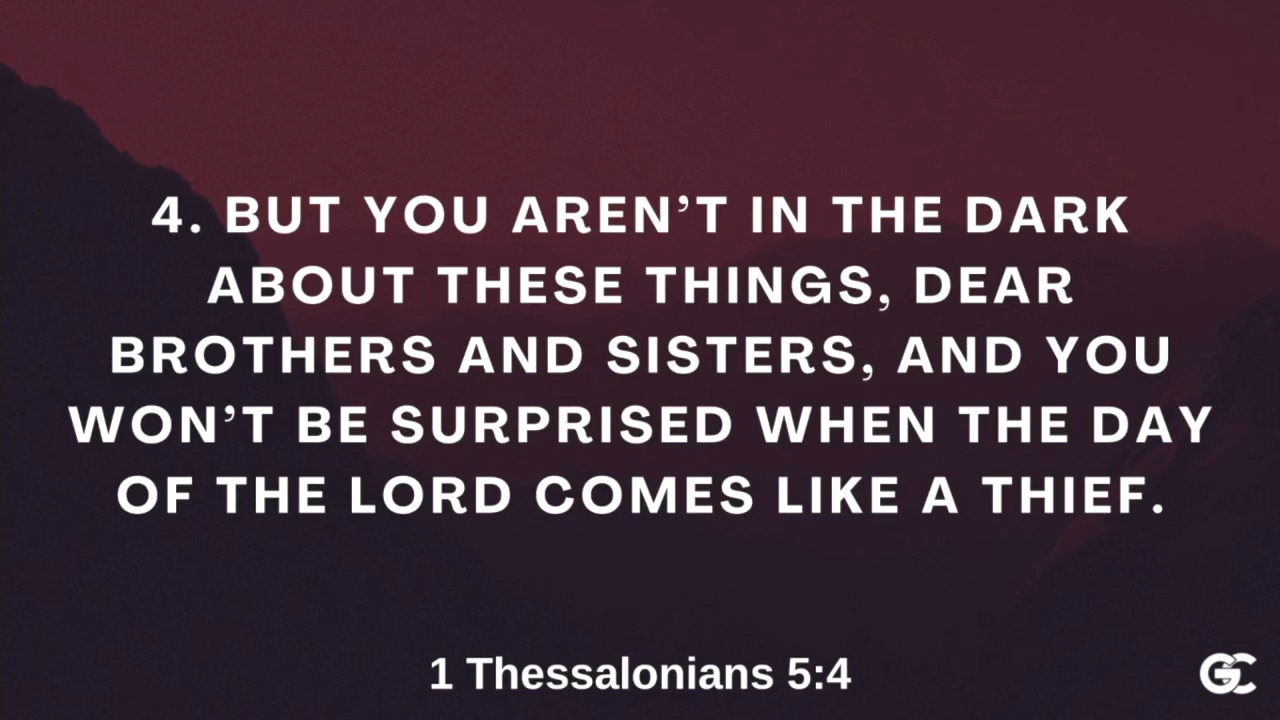 4. BUT YOU AREN’T IN THE DARK
ABOUT THESE THINGS, DEAR
BROTHERS AND SISTERS, AND YOU
WON’T BE SURPRISED WHEN THE DAY
OF THE LORD COMES LIKE A THIEF.
1 Thessalonians 5:4
GC